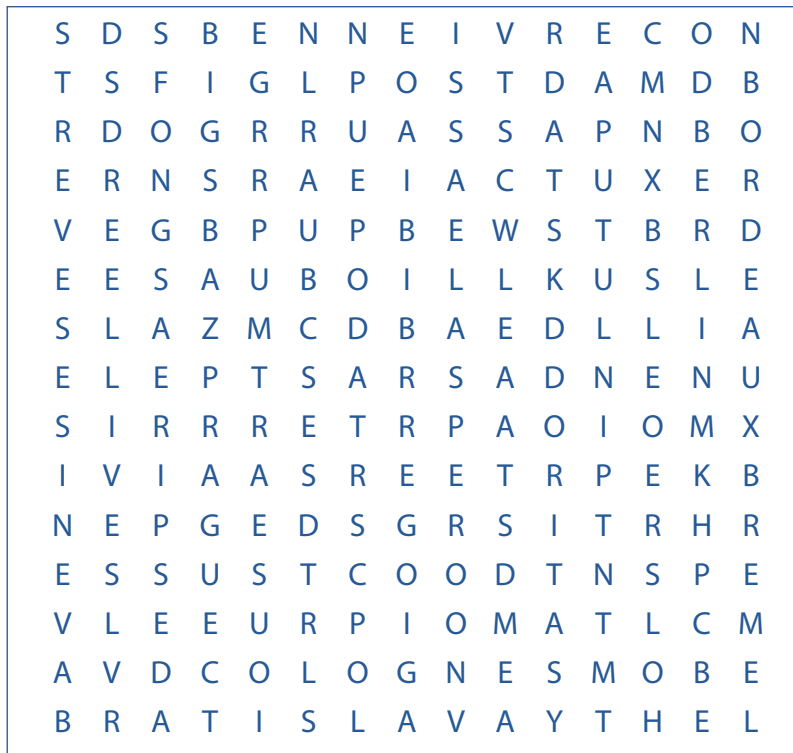 S D S B E N N E I V R E C O N
T S F I G L P O S T D A M D B
R D O G R R U A S S A P N B O
E R N S R A E I A C T U X E R
V E G B P U P B E W S T B R D
E E S A U B O I L L K U S L E
S L A Z M C D B A E D L L I A
E L E P T S A R S A D N E N U
S I R R R E T R P A O I O M X
I V I A A S R E E T R P E K B
N E P G E D S G R S I T R H R
E S S U S T C O O D T N S P E
V L E E U R P I O M A T L C M
A V D C O L O G N E S M O B E
B R A T I S L A V A Y T H E L